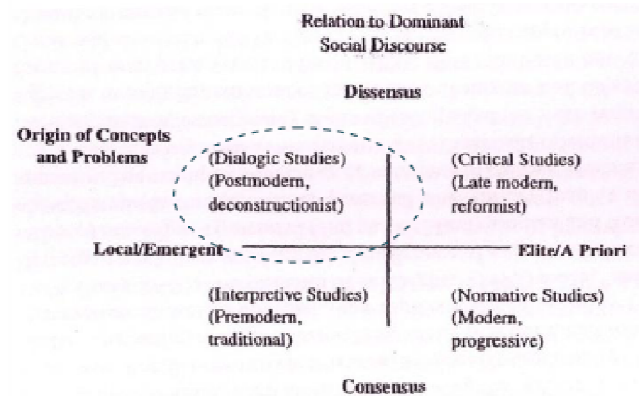 Relation to Dominant
Social Discourse
Dissensus
Origin of Concepts
and Problems
(Dialogic Studies)
(Postmodern,
deconstructionist)
(Critical Studies)
(Late modern,
reformist)
Local/Emergent
Elite/A Priori
(Interpretive Studies)
(Premodern,
traditional)
(Normative Studies)
(Modern,
progressive)
Consensus